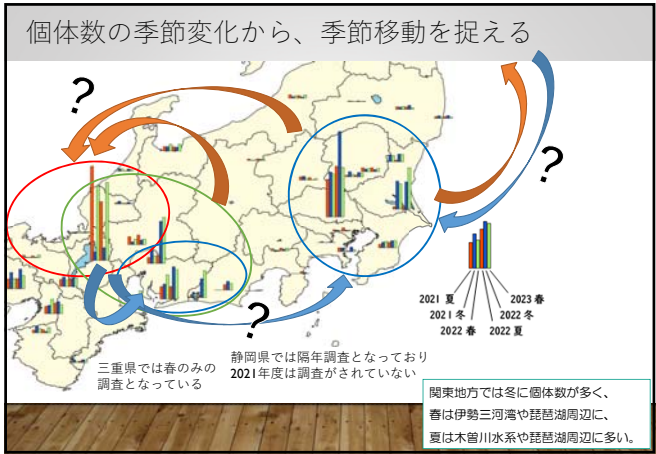 個体数の季節変化から、季節移動を捉える
?
?
?
2021 夏
2021 冬
2022 春
2023 春
2022 冬
2022 夏
三重県では春のみの
調査となっている
静岡県では隔年調査となっており
2021年度は調査がされていない
関東地方では冬に個体数が多く、
春は伊勢三河湾や琵琶湖周辺に、
夏は木曽川水系や琵琶湖周辺に多い。